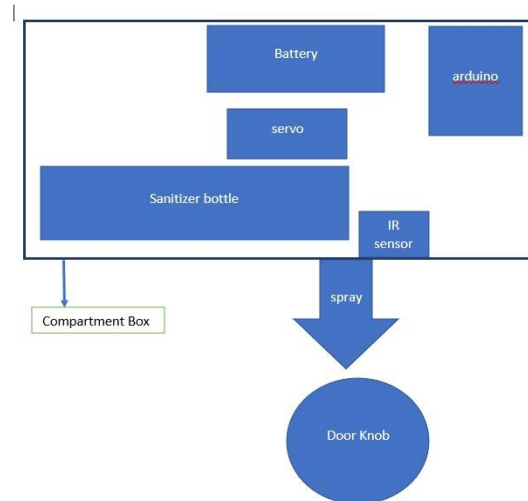 Battery
arduino
servo
Sanitizer bottle
IR
sensor
spray
Compartment Box
Door Knob